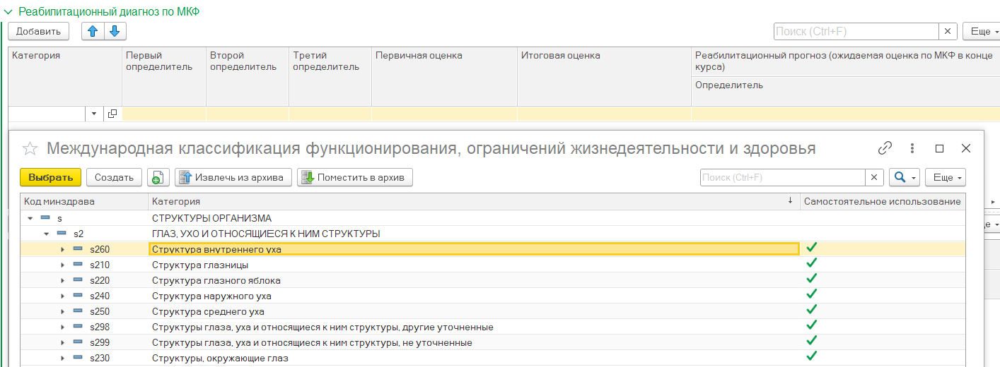 Реабилитационный диагноз по МКФ
Добавить Поиск (Ctrl+F) × Еще
Категория Первый определитель Второй определитель Третий определитель Первичная оценка Итоговая оценка Реабилитационный прогноз (ожидаемая оценка по МКФ в конце курса)
Определитель
Международная классификация функционирования, ограничений жизнедеятельности и здоровья
Выбрать Создать Извлечь из архива Поместить в архив Поиск (Ctrl+F) × Еще
Код минздрава Категория ↓ Самостоятельное использование
s СТРУКТУРЫ ОРГАНИЗМА
s2 ГЛАЗ, УХО И ОТНОСЯЩИЕСЯ К НИМ СТРУКТУРЫ
s260 Структура внутреннего уха
s210 Структура глазницы
s220 Структура глазного яблока
s240 Структура наружного уха
s250 Структура среднего уха
s298 Структуры глаза, уха и относящиеся к ним структуры, другие уточненные
s299 Структуры глаза, уха и относящиеся к ним структуры, не уточненные
s230 Структуры, окружающие глаз